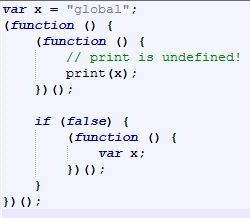 var x = "global";
(function () {
    (function () {
        // print is undefined!
        print(x);
    })();

    if (false) {
        (function () {
            var x;
        })();
    }
})();